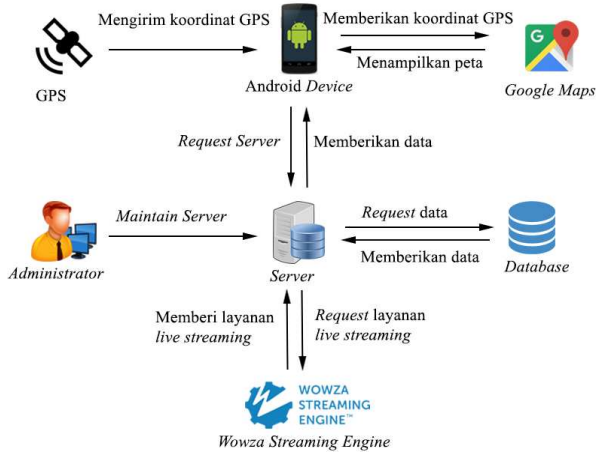 Mengirim koordinat GPS
Memberikan koordinat GPS
G
Menampilkan peta
GPS
Android Device
Google Maps
Request Server
Memberikan data
Maintain Server
Request data
Memberikan data
Administrator
Server
Database
Memberi layanan
live streaming
Request layanan
live streaming
WOWZA
STREAMING
ENGINE™
Wowza Streaming Engine